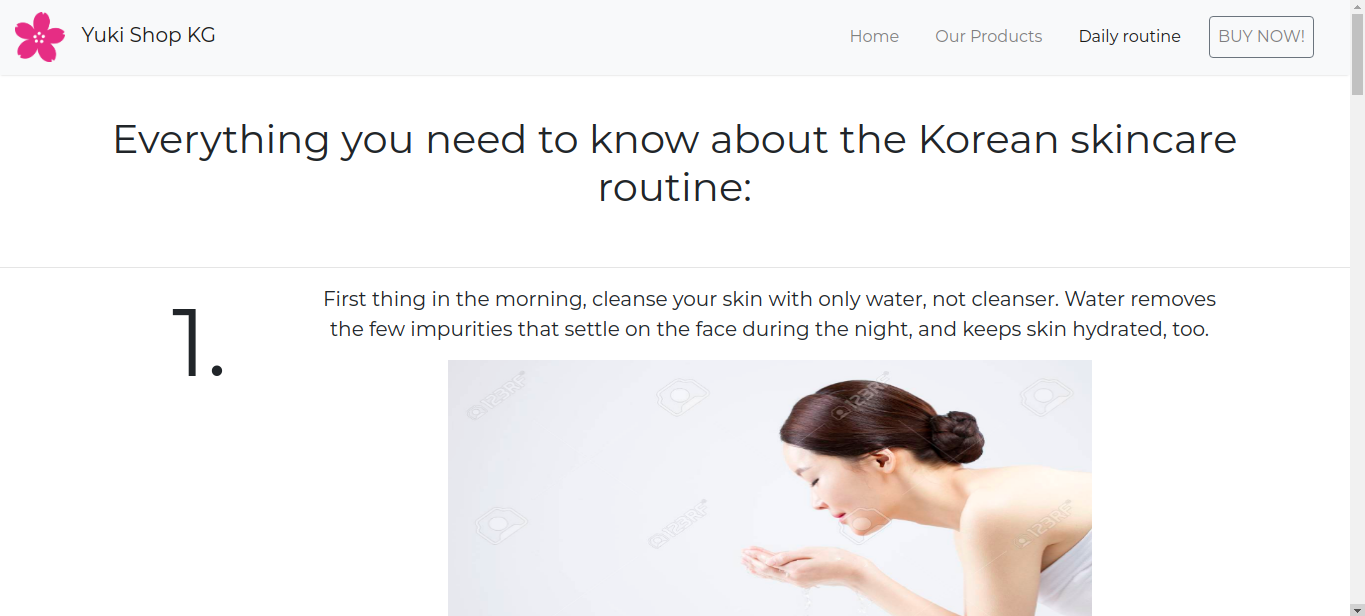 Yuki Shop KG
Home
Our Products
Daily routine
BUY NOW!
Everything you need to know about the Korean skincare
routine:
1.
First thing in the morning, cleanse your skin with only water, not cleanser. Water removes
the few impurities that settle on the face during the night, and keeps skin hydrated, too.
123RF
123RF
123RF
123RF